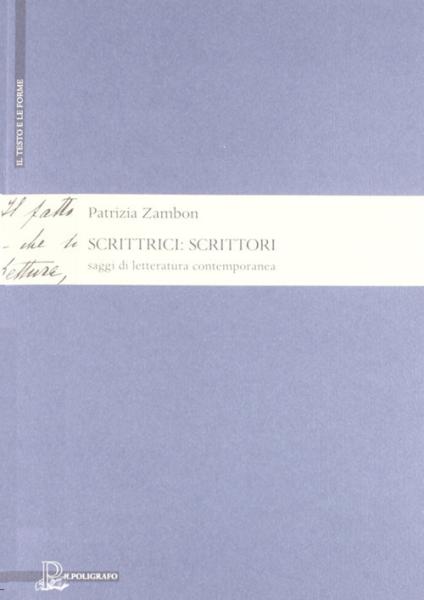 IL TESTO E LE FORME
Il fatto
che
letture,
Patrizia Zambon
SCRITTRICI: SCRITTORI
saggi di letteratura contemporanea
IL POLIGRAFO